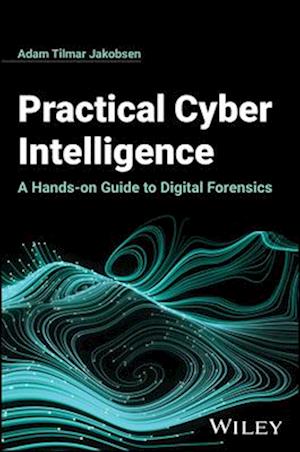 Adam Tilmar Jakobsen
Practical Cyber
Intelligence
A Hands-on Guide to Digital Forensics
WILEY